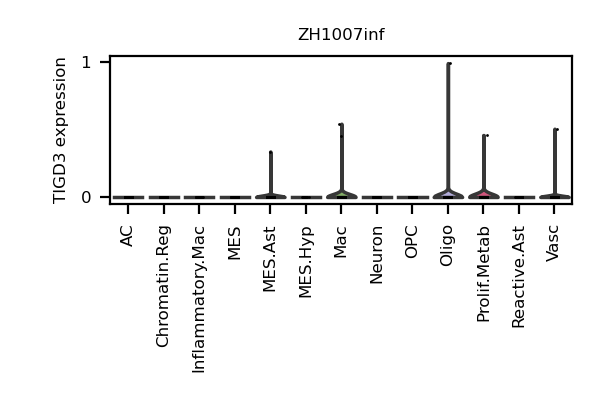 ZH1007inf
TIGD3 expression
1
0
AC
Chromatin.Reg
Inflammatory.Mac
MES
MES.Ast
MES.Hyp
Mac
Neuron
OPC
Oligo
Prolif.Metab
Reactive.Ast
Vasc